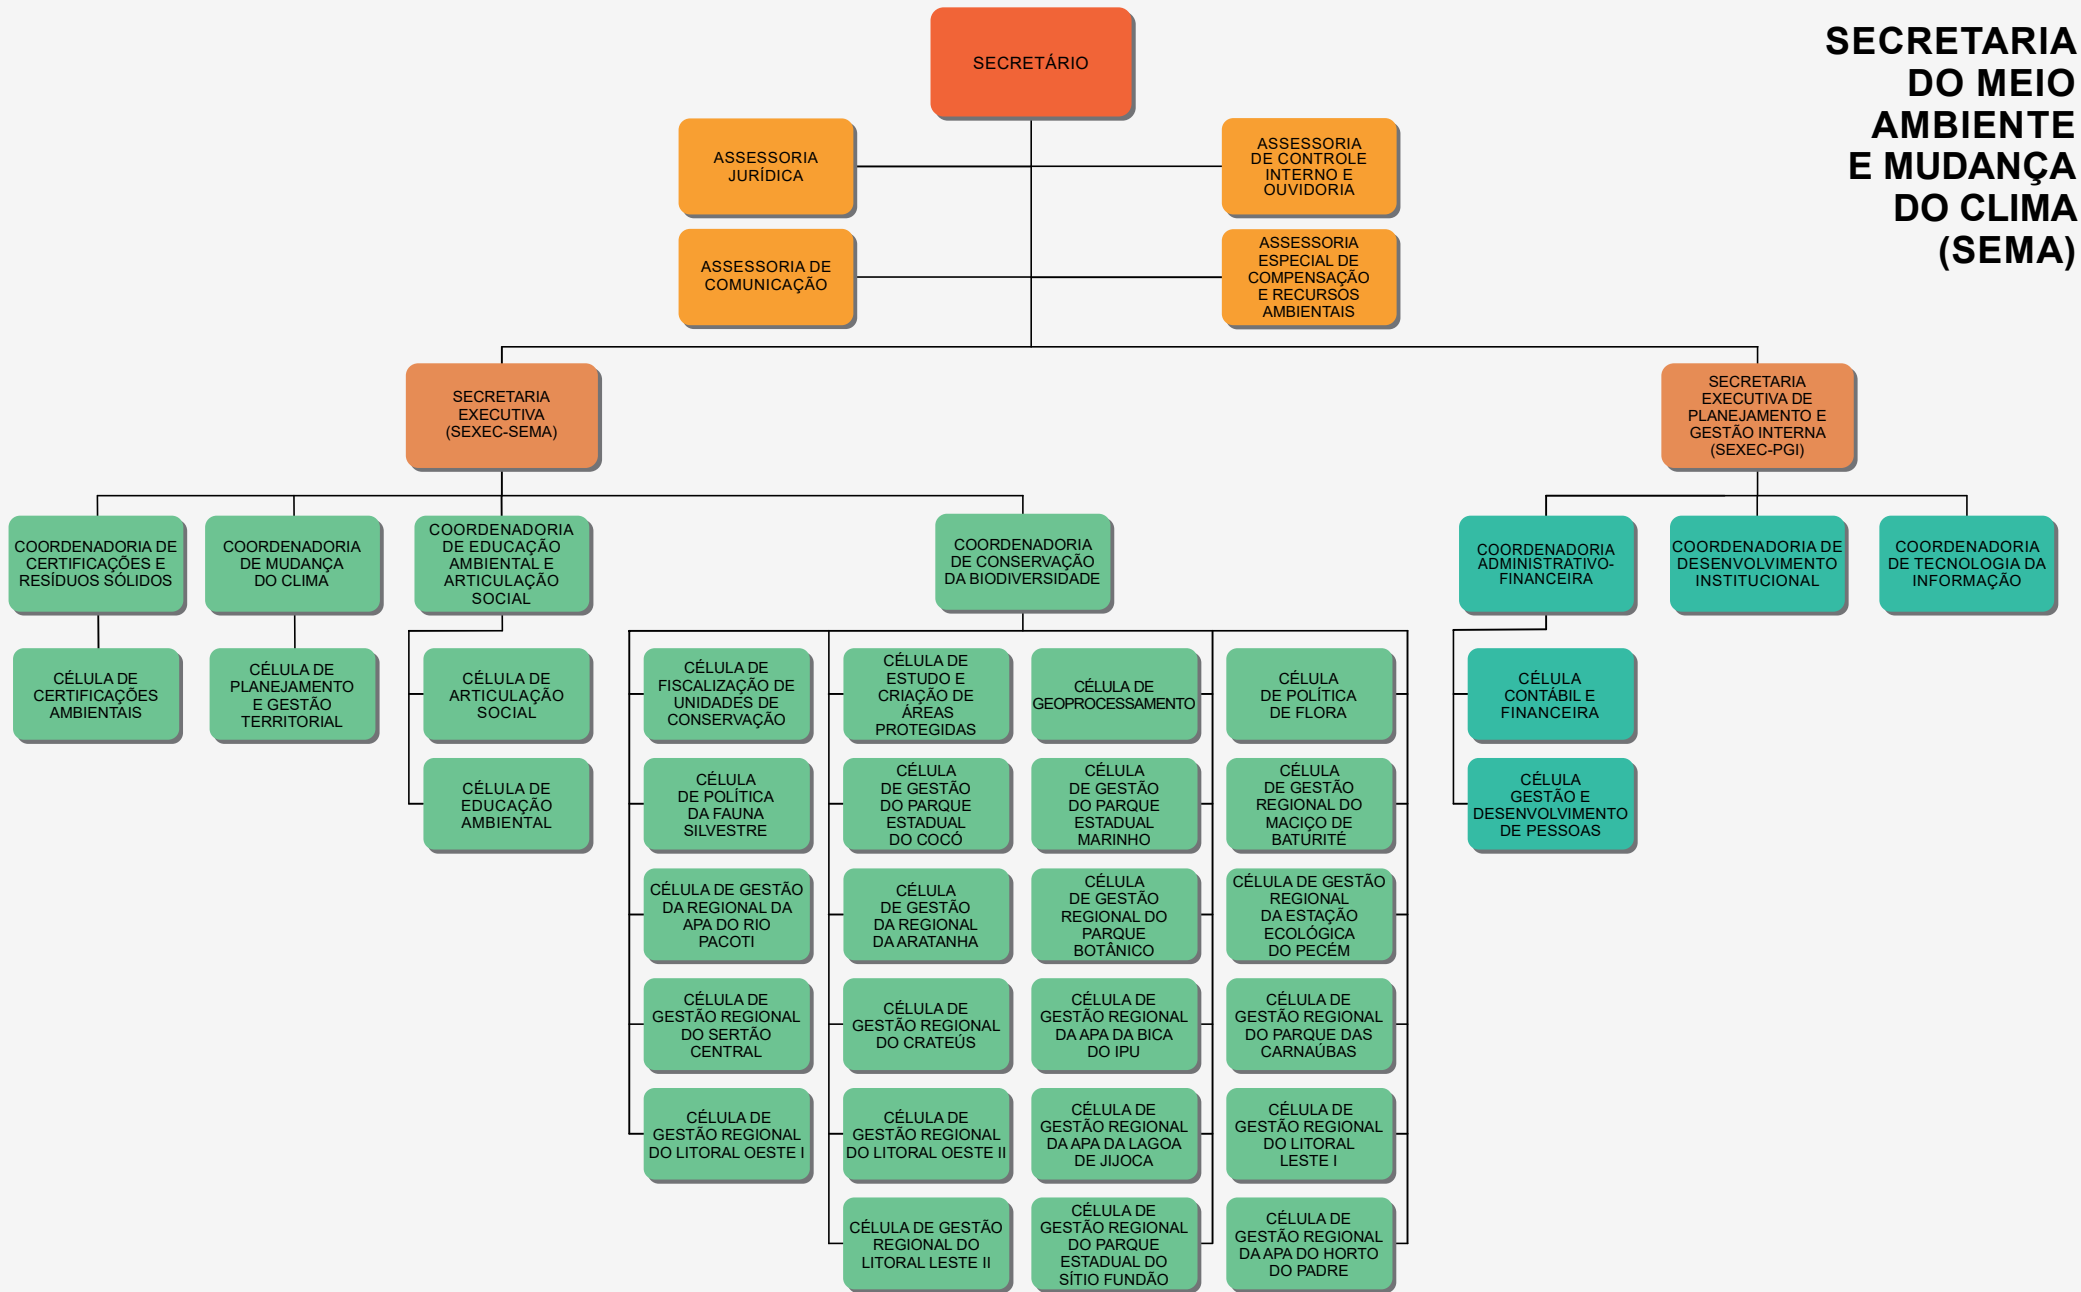 SECRETARIA
DO MEIO
AMBIENTE
E MUDANÇA
DO CLIMA
(SEMA)
SECRETÁRIO
ASSESSORIA
JURÍDICA
ASSESSORIA
DE CONTROLE
INTERNO E
OUVIDORIA
ASSESSORIA DE
COMUNICAÇÃO
ASSESSORIA
ESPECIAL DE
COMPENSAÇÃO
E RECURSOS
AMBIENTAIS
SECRETARIA
EXECUTIVA
(SEXEC-SEMA)
SECRETARIA
EXECUTIVA DE
PLANEJAMENTO E
GESTÃO INTERNA
(SEXEC-PGI)
COORDENADORIA DE
CERTIFICAÇÕES E
RESÍDUOS SÓLIDOS
COORDENADORIA
DE MUDANÇA
DO CLIMA
COORDENADORIA
DE EDUCAÇÃO
AMBIENTAL E
ARTICULAÇÃO
SOCIAL
COORDENADORIA
DE CONSERVAÇÃO
DA BIODIVERSIDADE
COORDENADORIA
ADMINISTRATIVO-
FINANCEIRA
COORDENADORIA DE
DESENVOLVIMENTO
INSTITUCIONAL
COORDENADORIA
DE TECNOLOGIA DA
INFORMAÇÃO
CÉLULA DE
CERTIFICAÇÕES
AMBIENTAIS
CÉLULA DE
PLANEJAMENTO
E GESTÃO
TERRITORIAL
CÉLULA DE
ARTICULAÇÃO
SOCIAL
CÉLULA DE
FISCALIZAÇÃO DE
UNIDADES DE
CONSERVAÇÃO
CÉLULA DE
ESTUDO E
CRIAÇÃO DE
ÁREAS
PROTEGIDAS
CÉLULA DE
GEOPROCESSAMENTO
CÉLULA
DE POLÍTICA
DE FLORA
CÉLULA
CONTÁBIL E
FINANCEIRA
CÉLULA DE
EDUCAÇÃO
AMBIENTAL
CÉLULA
DE POLÍTICA
DA FAUNA
SILVESTRE
CÉLULA
DE GESTÃO
DO PARQUE
ESTADUAL
DO COCÓ
CÉLULA
DE GESTÃO
DO PARQUE
ESTADUAL
MARINHO
CÉLULA
DE GESTÃO
REGIONAL DO
MACIÇO DE
BATURITÉ
CÉLULA
GESTÃO E
DESENVOLVIMENTO
DE PESSOAS
CÉLULA DE GESTÃO
DA REGIONAL DA
APA DO RIO
PACOTI
CÉLULA
DE GESTÃO
DA REGIONAL
DA ARATANHA
CÉLULA
DE GESTÃO
REGIONAL DO
PARQUE
BOTÂNICO
CÉLULA DE GESTÃO
REGIONAL
DA ESTAÇÃO
ECOLÓGICA
DO PECÉM
CÉLULA DE
GESTÃO REGIONAL
DO SERTÃO
CENTRAL
CÉLULA DE
GESTÃO REGIONAL
DO CRATEÚS
CÉLULA DE
GESTÃO REGIONAL
DA APA DA BICA
DO IPU
CÉLULA DE
GESTÃO REGIONAL
DO PARQUE DAS
CARNAÚBAS
CÉLULA DE
GESTÃO REGIONAL
DO LITORAL OESTE I
CÉLULA DE
GESTÃO REGIONAL
DO LITORAL OESTE II
CÉLULA DE
GESTÃO REGIONAL
DA APA DA LAGOA
DE JIJOCA
CÉLULA DE
GESTÃO REGIONAL
DO LITORAL
LESTE I
CÉLULA DE GESTÃO
REGIONAL DO
LITORAL LESTE II
CÉLULA DE
GESTÃO REGIONAL
DO PARQUE
ESTADUAL DO
SÍTIO FUNDÃO
CÉLULA DE
GESTÃO REGIONAL
DA APA DO HORTO
DO PADRE